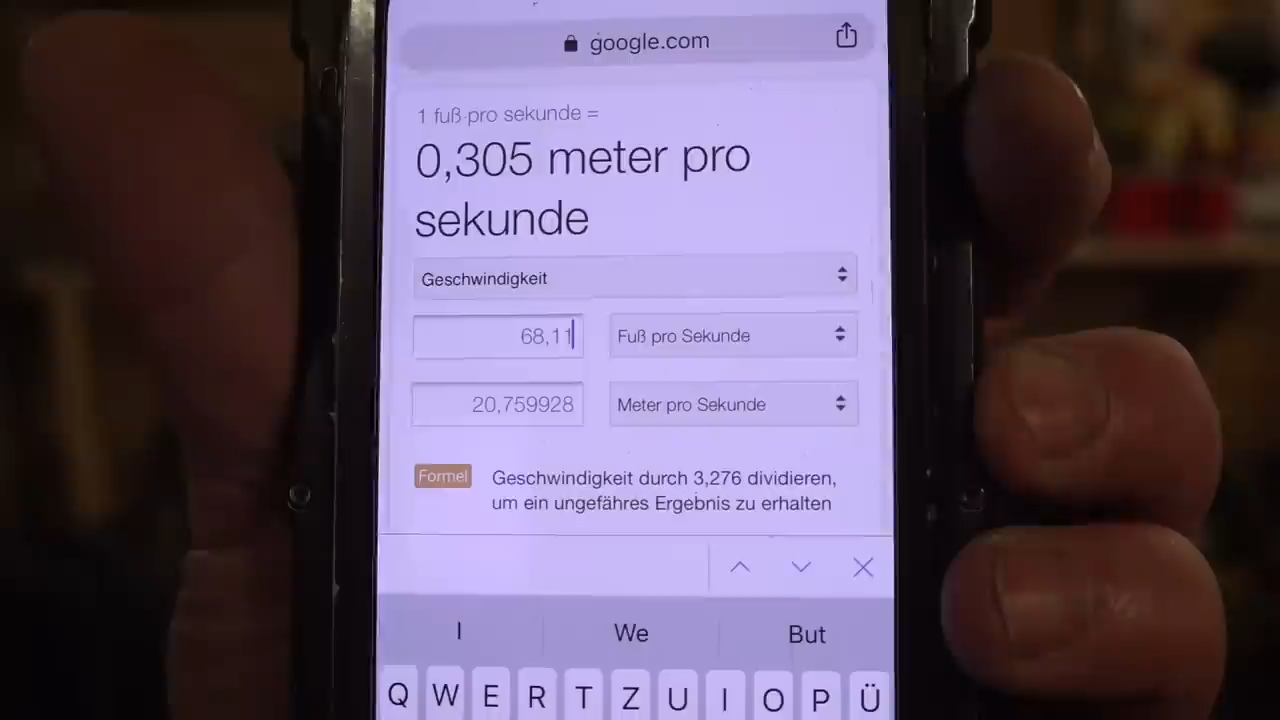 google.com
1 fuß pro sekunde =
0,305 meter pro
sekunde
Geschwindigkeit
68,11 Fuß pro Sekunde
20,759928 Meter pro Sekunde
Formel Geschwindigkeit durch 3,276 dividieren,
um ein ungefähres Ergebnis zu erhalten
I We But
Q W E R T Z U I O P Ü